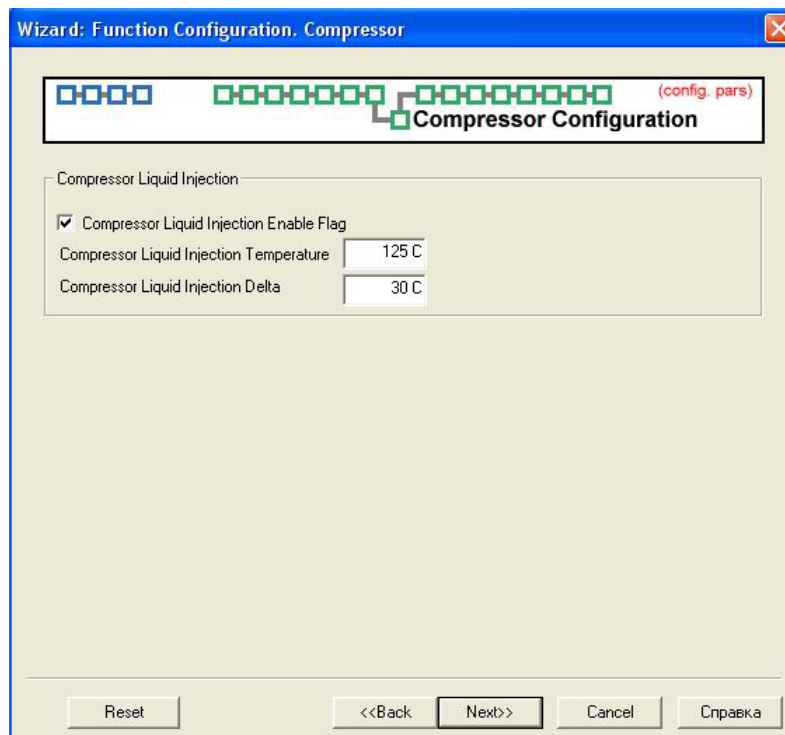 Wizard: Function Configuration. Compressor
(config. pars)
Compressor Configuration
Compressor Liquid Injection
Compressor Liquid Injection Enable Flag
Compressor Liquid Injection Temperature 125 C
Compressor Liquid Injection Delta 30 C
Reset <<Back Next>> Cancel Справка